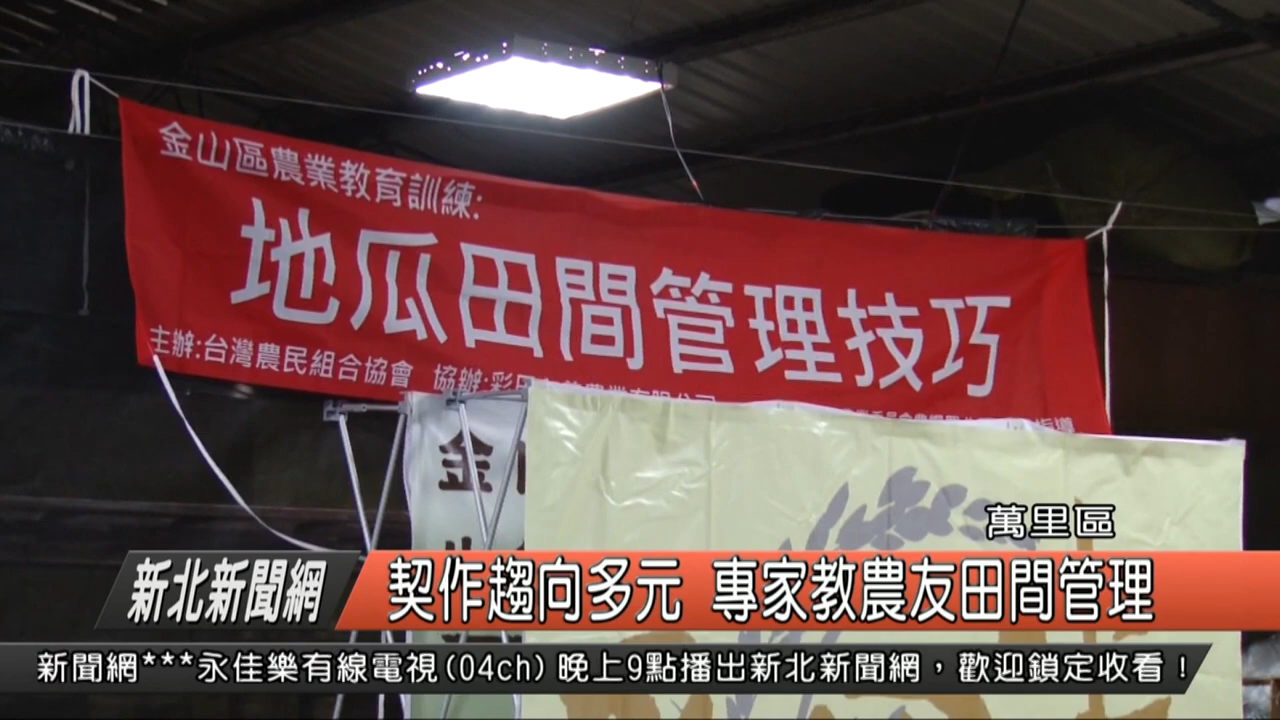 金山區農業教育訓練:
地瓜田間管理技巧
主辦:台灣農民組合協會 協辦:彩田
金山
萬里區
新北新聞網
契作趨向多元 專家教農友田間管理
新聞網***永佳樂有線電視(04ch)晚上9點播出新北新聞網，歡迎鎖定收看！